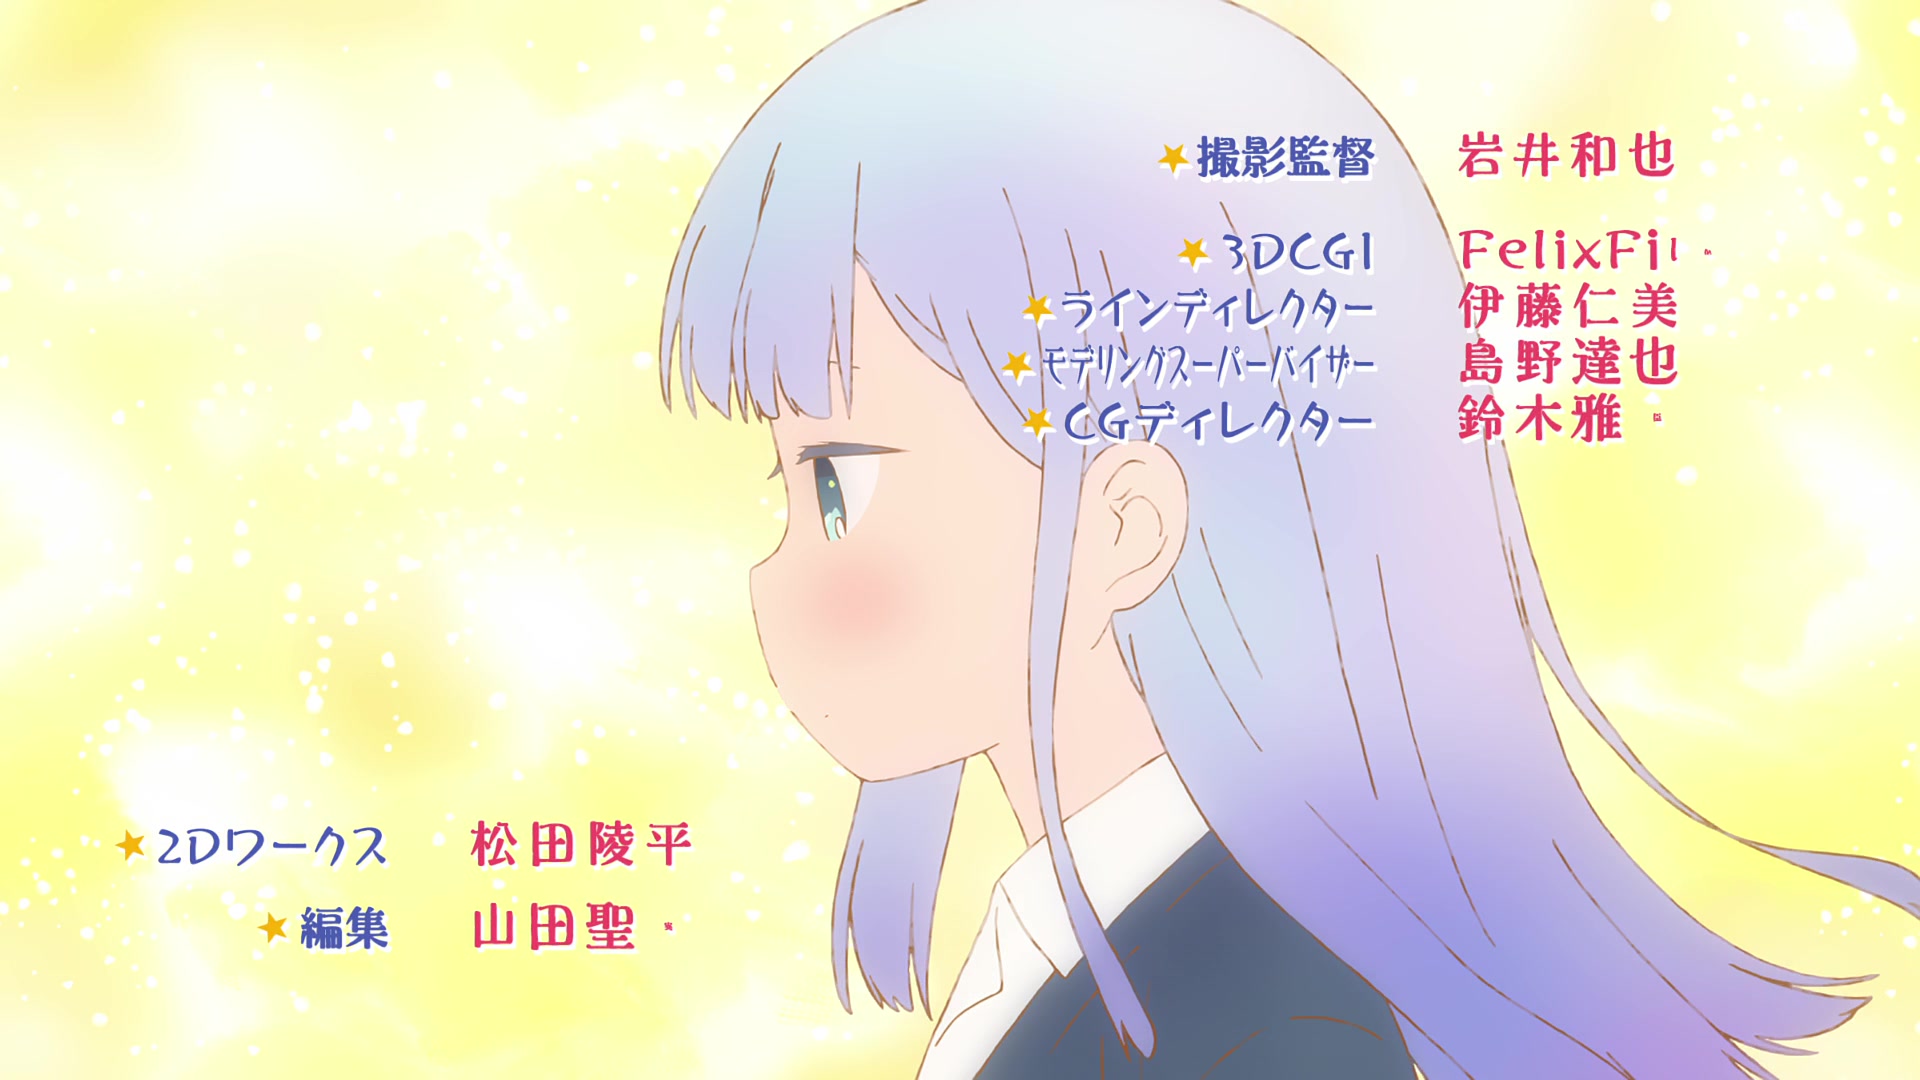 ★撮影監督 岩井和也
★3DCGI FelixFil
★ラインディレクター 伊藤仁美
★モデリングスーパーバイザー 島野達也
★CGディレクター 鈴木雅
★2Dワークス 松田陵平
★編集 山田聖